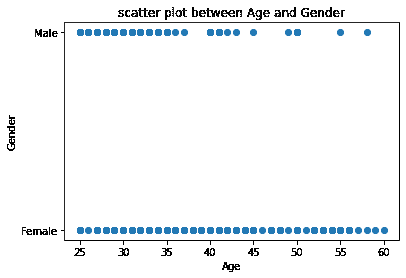 scatter plot between Age and Gender
Male
Gender
Female
25 30 35 40 45 50 55 60
Age